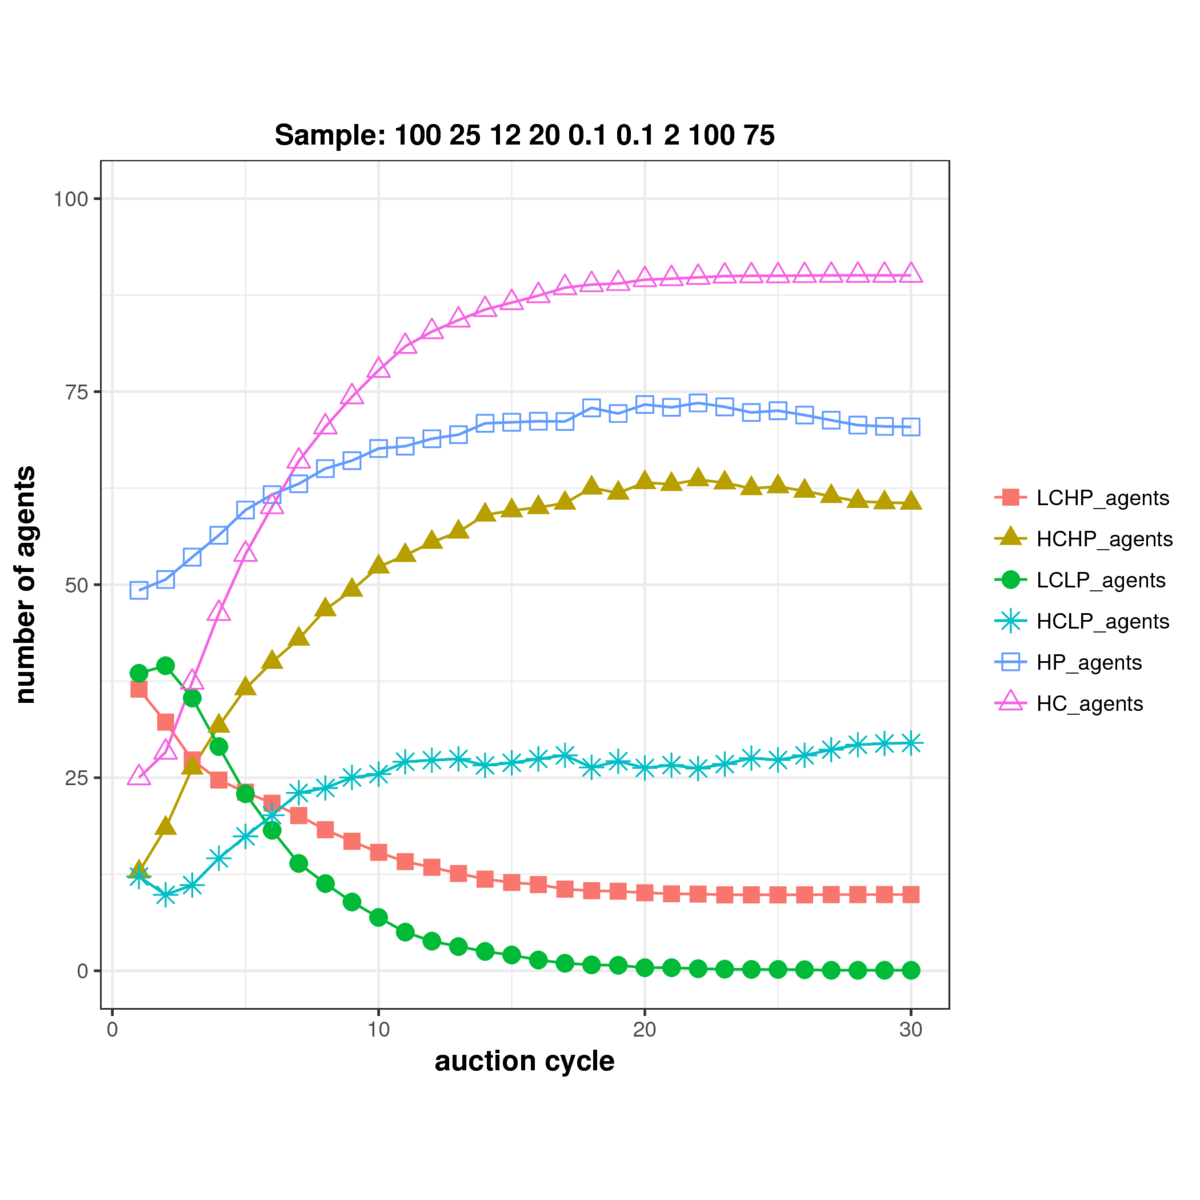 Sample: 100 25 12 20 0.1 0.1 2 100 75
100
75
50
25
0
0 10 20 30
auction cycle
number of agents
LCHP_agents
HCHP_agents
LCLP_agents
HCLP_agents
HP_agents
HC_agents